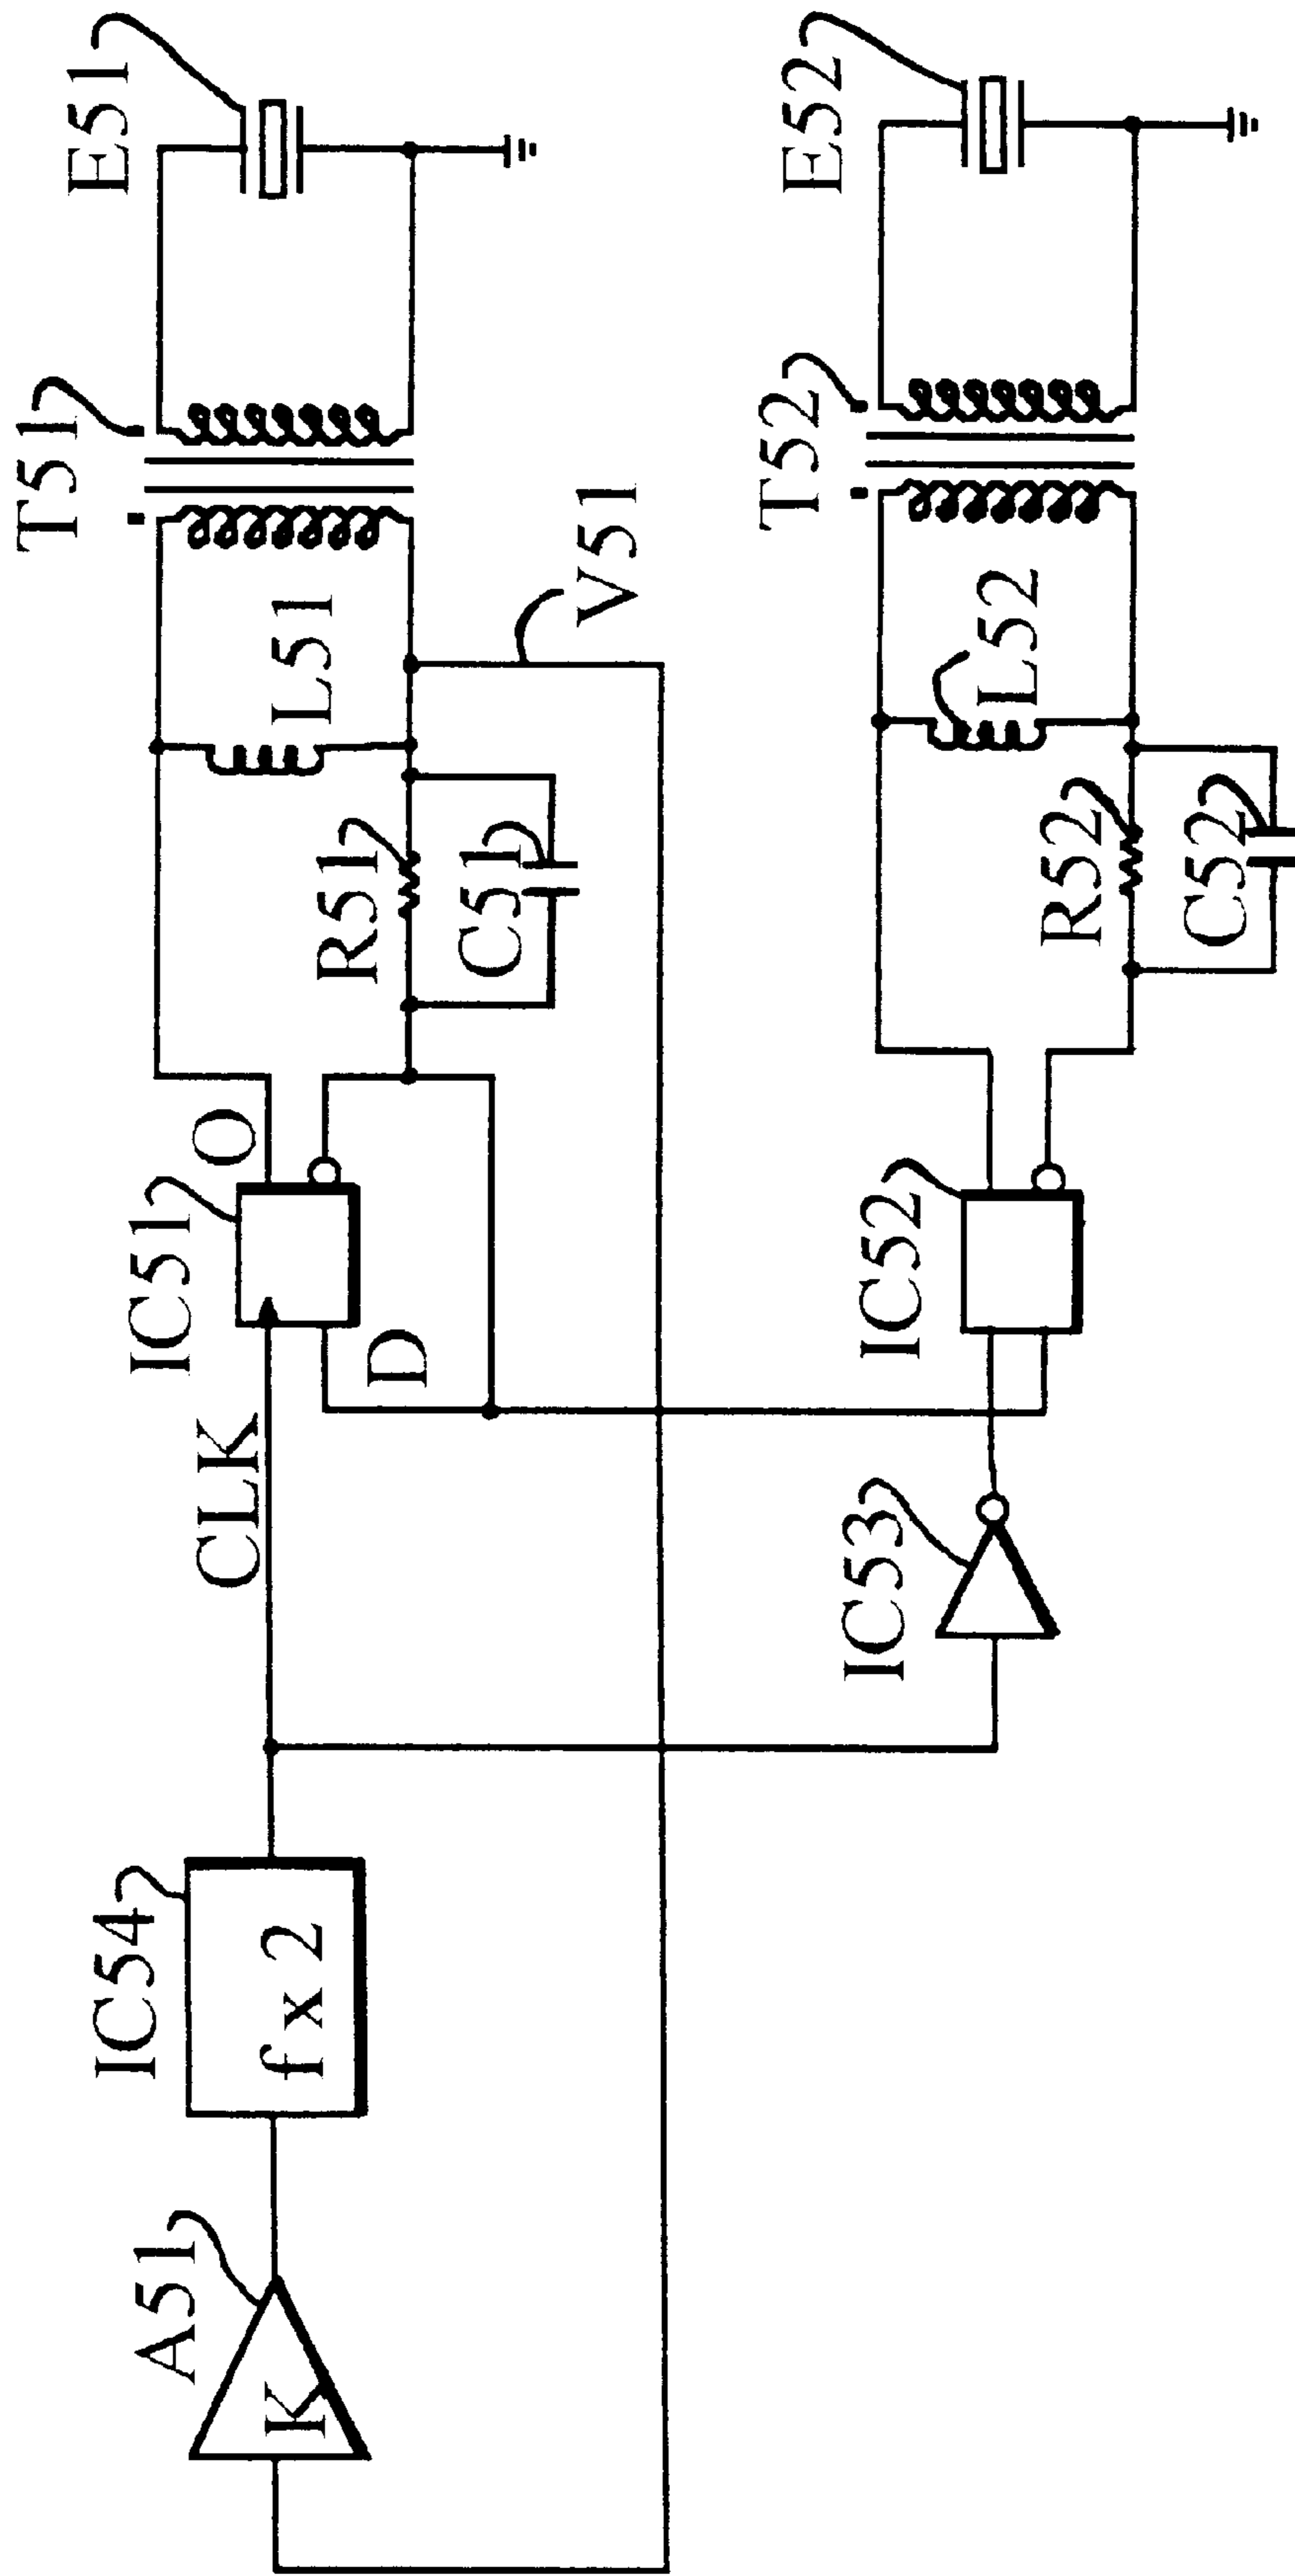 A51
K
IC54
f x 2
CLK
IC51
O
D
R51
C51
L51
T51
E51
V51
IC53
IC52
R52
C52
L52
T52
E52